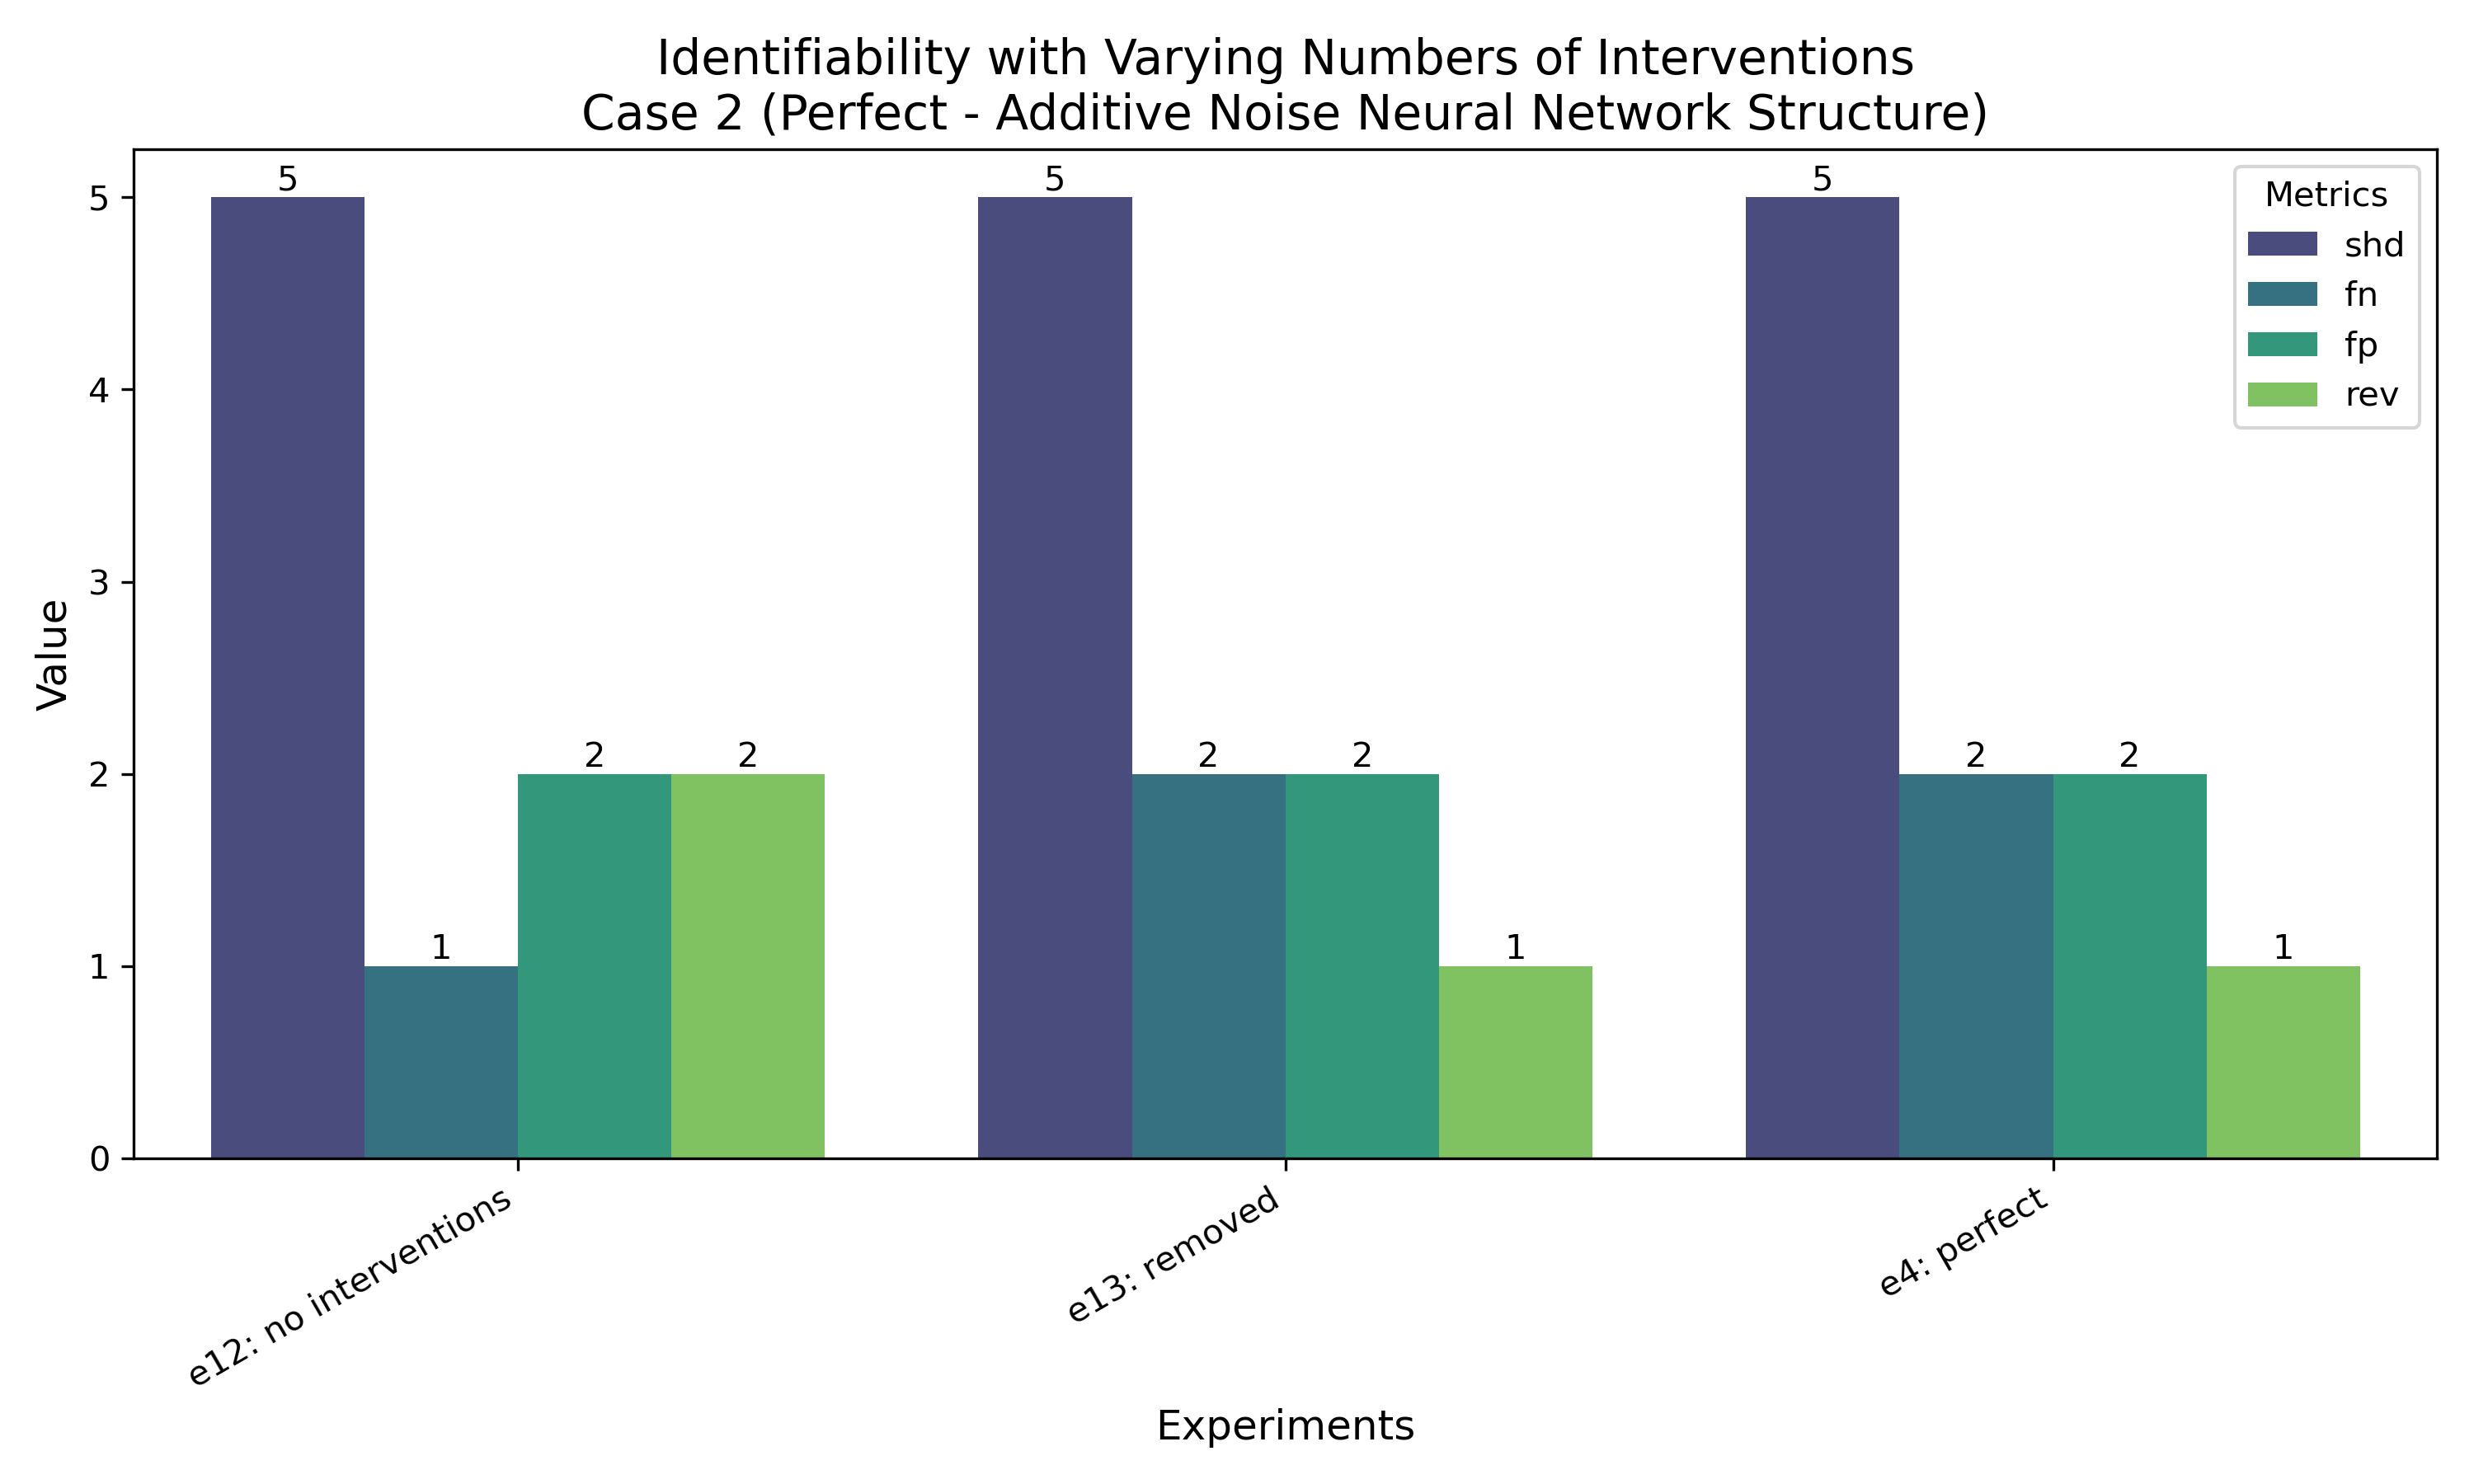 Identifiability with Varying Numbers of Interventions
Case 2 (Perfect - Additive Noise Neural Network Structure)
Metrics
shd
fn
fp
rev
Value
5
4
3
2
1
0
5
1
2
2
5
2
2
1
5
2
2
1
e12: no interventions
e13: removed
e4: perfect
Experiments